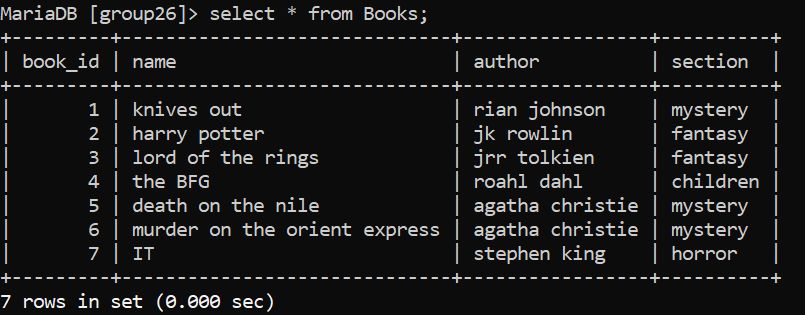 MariaDB [group26]> select * from Books;
+---------+------------------------------+-----------------+----------+
| book_id | name                         | author          | section  |
+---------+------------------------------+-----------------+----------+
|       1 | knives out                   | rian johnson    | mystery  |
|       2 | harry potter                 | jk rowlin       | fantasy  |
|       3 | lord of the rings            | jrr tolkien     | fantasy  |
|       4 | the BFG                      | roahl dahl      | children |
|       5 | death on the nile            | agatha christie | mystery  |
|       6 | murder on the orient express | agatha christie | mystery  |
|       7 | IT                           | stephen king    | horror   |
+---------+------------------------------+-----------------+----------+
7 rows in set (0.000 sec)